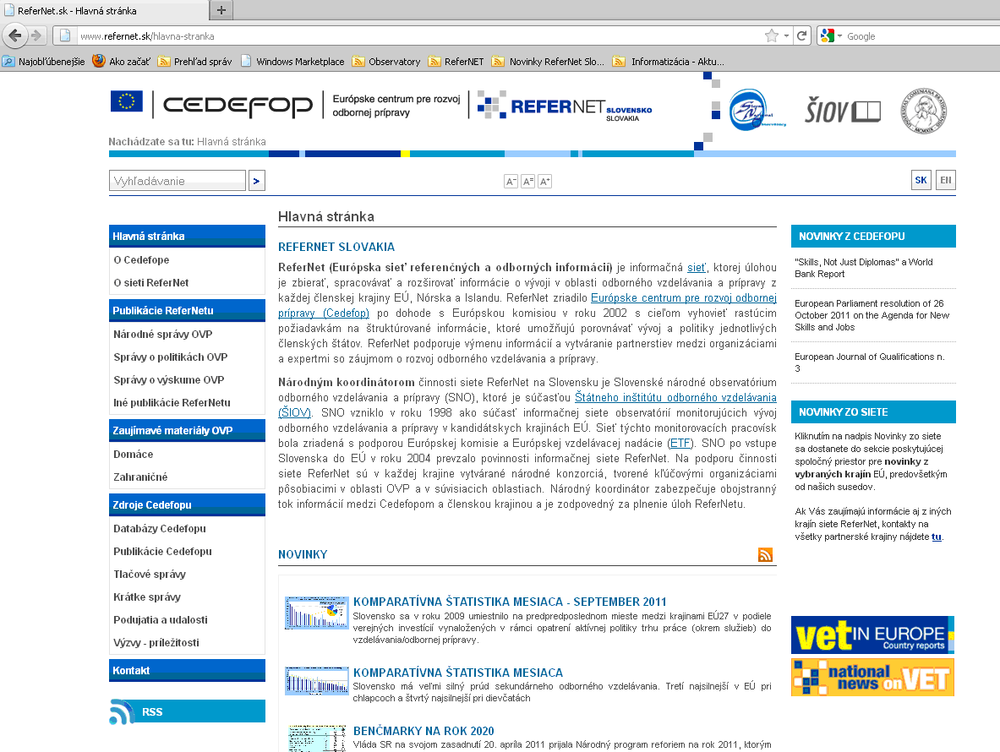 ReferNet.sk - Hlavná stránka
www.refernet.sk/hlavna-stranka
Google
Najobľúbenejšie
Ako začať
Prehľad správ
Windows Marketplace
Observatory
ReferNET
Novinky ReferNet Slo...
Informatizácia - Aktu...
CEDEFOP
Európske centrum pre rozvoj
odbornej prípravy
REFERNET SLOVENSKO
SLOVAKIA
ŠIOV
Nachádzate sa tu: Hlavná stránka
Vyhľadávanie
>
A- A= A+
SK EN
Hlavná stránka
O Cedefope
O sieti ReferNet
Publikácie ReferNetu
Národné správy OVP
Správy o politikách OVP
Správy o výskume OVP
Iné publikácie ReferNetu
Zaujímavé materiály OVP
Domáce
Zahraničné
Zdroje Cedefopu
Databázy Cedefopu
Publikácie Cedefopu
Tlačové správy
Krátke správy
Podujatia a udalosti
Výzvy - príležitosti
Kontakt
RSS
Hlavná stránka
REFERNET SLOVAKIA
ReferNet (Európska sieť referenčných a odborných informácií) je informačná sieť, ktorej úlohou
je zbierať, spracovávať a rozširovať informácie o vývoji v oblasti odborného vzdelávania a prípravy z
každej členskej krajiny EÚ, Nórska a Islandu. ReferNet zriadilo Európske centrum pre rozvoj odbornej
prípravy (Cedefop) po dohode s Európskou komisiou v roku 2002 s cieľom vyhovieť rastúcim
požiadavkám na štruktúrované informácie, ktoré umožňujú porovnávať vývoj a politiky jednotlivých
členských štátov. ReferNet podporuje výmenu informácií a vytváranie partnerstiev medzi organizáciami
a expertmi so záujmom o rozvoj odborného vzdelávania a prípravy.
Národným koordinátorom činnosti siete ReferNet na Slovensku je Slovenské národné observatórium
odborného vzdelávania a prípravy (SNO), ktoré je súčasťou Štátneho inštitútu odborného vzdelávania
(ŠIOV). SNO vzniklo v roku 1998 ako súčasť informačnej siete observatórií monitorujúcich vývoj
odborného vzdelávania a prípravy v kandidátskych krajinách EÚ. Sieť týchto monitorovacích pracovísk
bola zriadená s podporou Európskej komisie a Európskej vzdelávacej nadácie (ETF). SNO po vstupe
Slovenska do EÚ v roku 2004 prevzalo povinnosti informačnej siete ReferNet. Na podporu činnosti
siete ReferNet sú v každej krajine vytvárané národné konzorciá, tvorené kľúčovými organizáciami
pôsobiacimi v oblasti OVP a v súvisiacich oblastiach. Národný koordinátor zabezpečuje obojstranný
tok informácií medzi Cedefopom a členskou krajinou a je zodpovedný za plnenie úloh ReferNetu.
NOVINKY
KOMPARATÍVNA ŠTATISTIKA MESIACA - SEPTEMBER 2011
Slovensko sa v roku 2009 umiestnilo na predpredposlednom mieste medzi krajinami EÚ27 v podiele
verejných investícií vynaložených v rámci opatrení aktívnej politiky trhu práce (okrem služieb) do
vzdelávania/odbornej prípravy.
KOMPARATÍVNA ŠTATISTIKA MESIACA
Slovensko má veľmi silný prúd sekundárneho odborného vzdelávania. Tretí najsilnejší v EÚ pri
chlapcoch a štvrtý najsilnejší pri dievčatách
BENČMARKY NA ROK 2020
Vláda SR na svojom zasadnutí 20. apríla 2011 prijala Národný program reforiem na rok 2011, ktorým
NOVINKY Z CEDEFOPU
"Skills, Not Just Diplomas" a World
Bank Report
European Parliament resolution of 26
October 2011 on the Agenda for New
Skills and Jobs
European Journal of Qualifications n.
3
NOVINKY ZO SIETE
Kliknutím na nadpis Novinky zo siete
sa dostanete do sekcie poskytujúcej
spoločný priestor pre novinky z
vybraných krajín EÚ, predovšetkým
od našich susedov.
Ak Vás zaujímajú informácie aj z iných
krajín siete ReferNet, kontakty na
všetky partnerské krajiny nájdete tu.
vet IN EUROPE
Country reports
national
news on VET